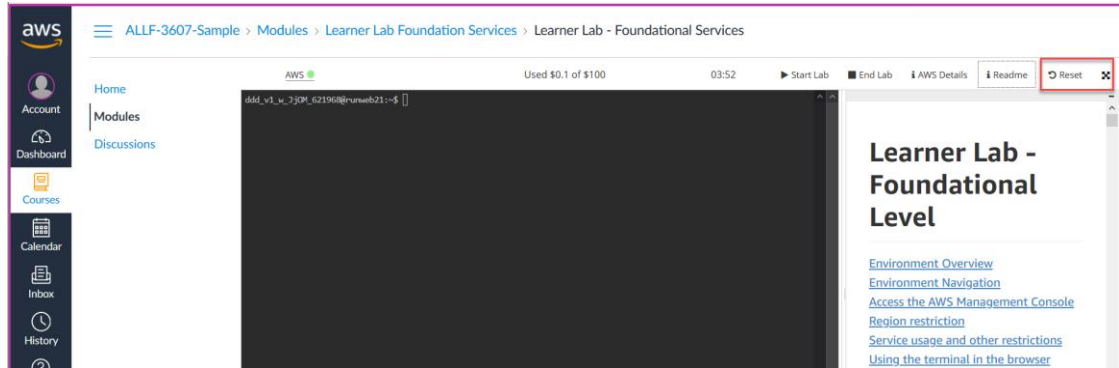 aws
ALLF-3607-Sample > Modules > Learner Lab Foundation Services > Learner Lab - Foundational Services
Account
Dashboard
Courses
Calendar
Inbox
History
Home
Modules
Discussions
AWS
Used $0.1 of $100
03:52
Start Lab
End Lab
AWS Details
Readme
Reset
Learner Lab -
Foundational
Level
Environment Overview
Environment Navigation
Access the AWS Management Console
Region restriction
Service usage and other restrictions
Using the terminal in the browser